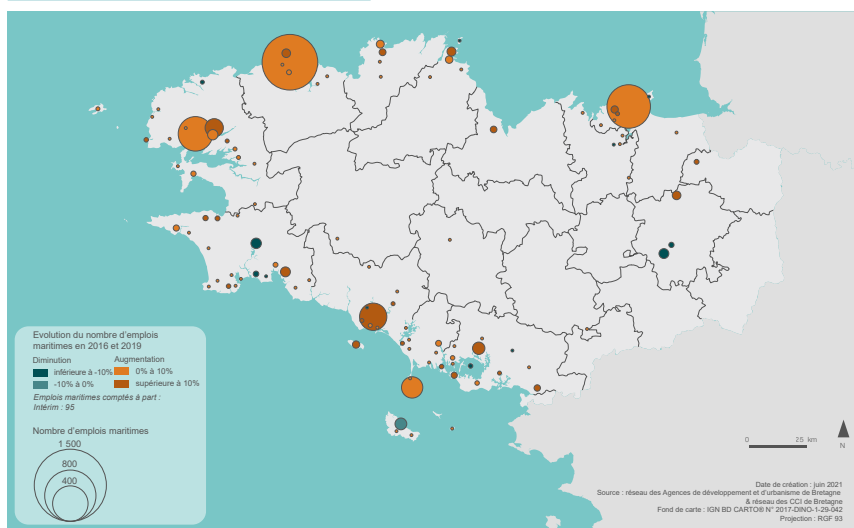 Evolution du nombre d'emplois
maritimes en 2016 et 2019
Diminution
inférieure à -10%
-10% à 0%
Augmentation
0% à 10%
supérieure à 10%
Emplois maritimes comptés à part :
Intérim : 95
Nombre d'emplois maritimes
1 500
800
400
0 25 km
N
Date de création : juin 2021
Source : réseau des Agences de développement et d'urbanisme de Bretagne
& réseau des CCI de Bretagne
Fond de carte : IGN BD CARTO® N° 2017-DINO-1-29-042
Projection : RGF 93